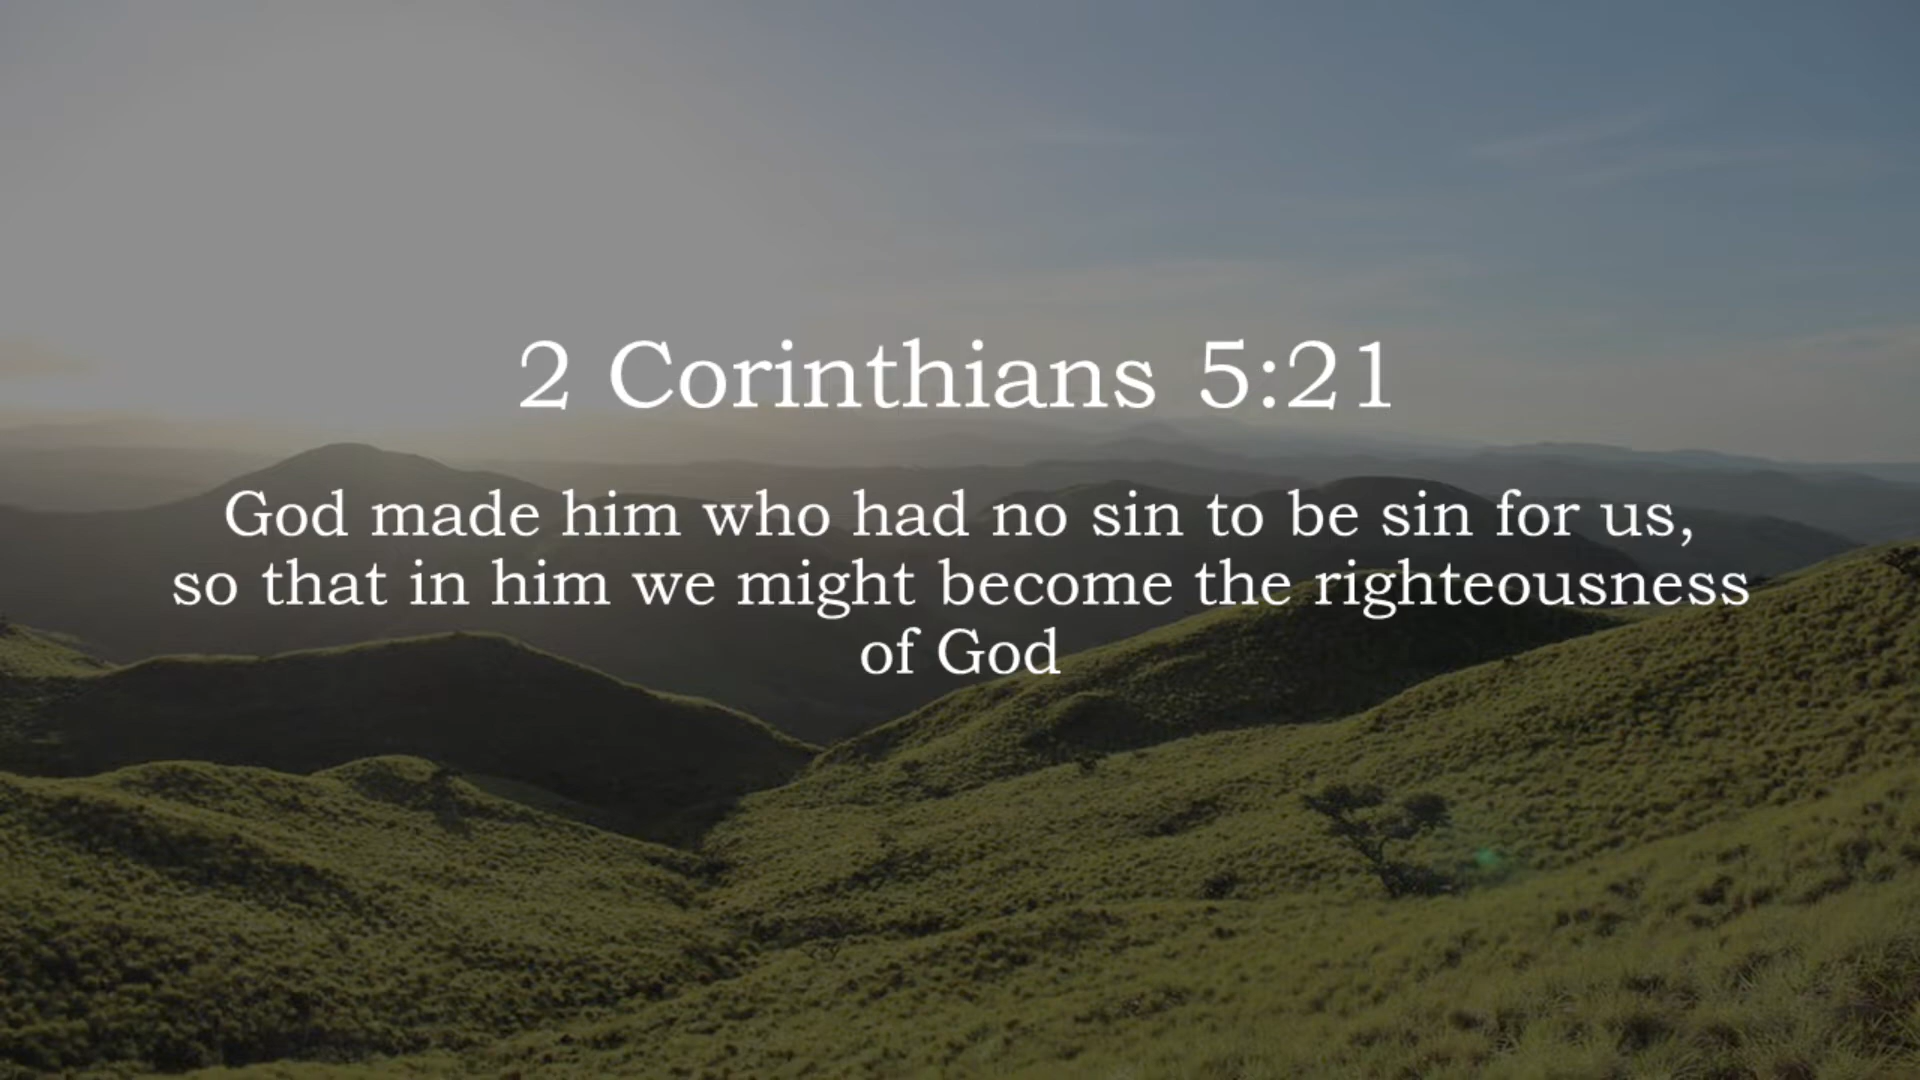 2 Corinthians 5:21
God made him who had no sin to be sin for us,
so that in him we might become the righteousness
of God